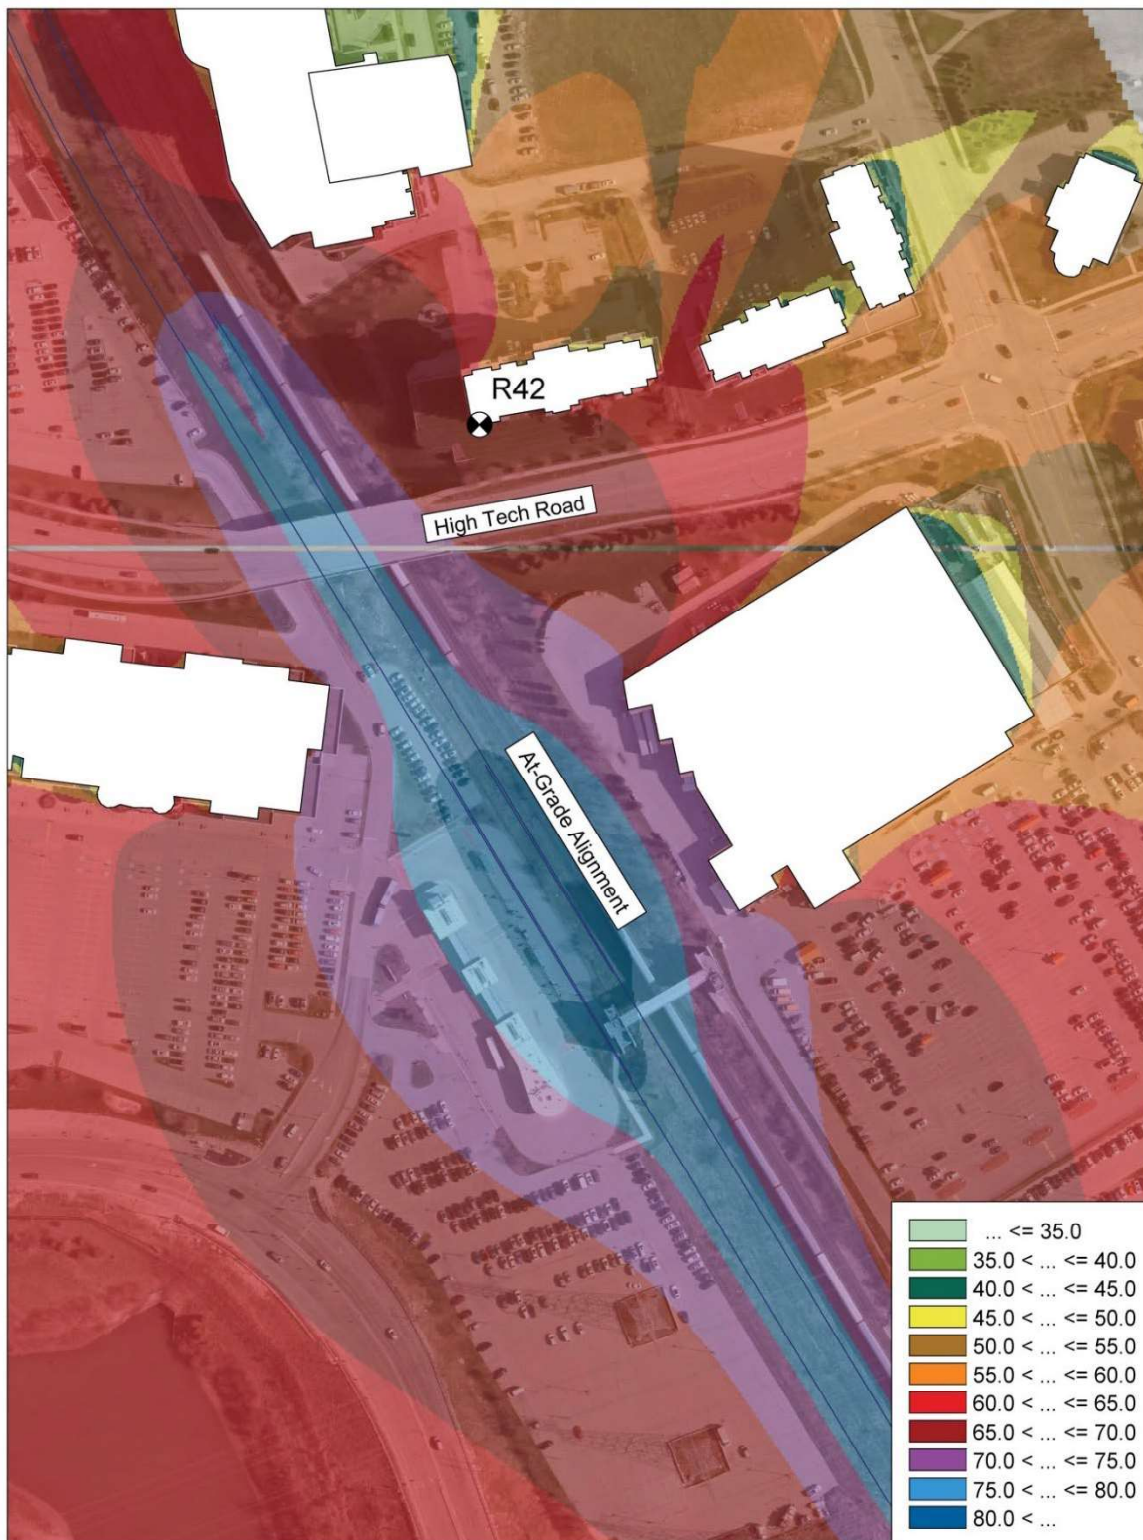 R42
High Tech Road
At-Grade Alignment
... <= 35.0
35.0 < ... <= 40.0
40.0 < ... <= 45.0
45.0 < ... <= 50.0
50.0 < ... <= 55.0
55.0 < ... <= 60.0
60.0 < ... <= 65.0
65.0 < ... <= 70.0
70.0 < ... <= 75.0
75.0 < ... <= 80.0
80.0 < ...